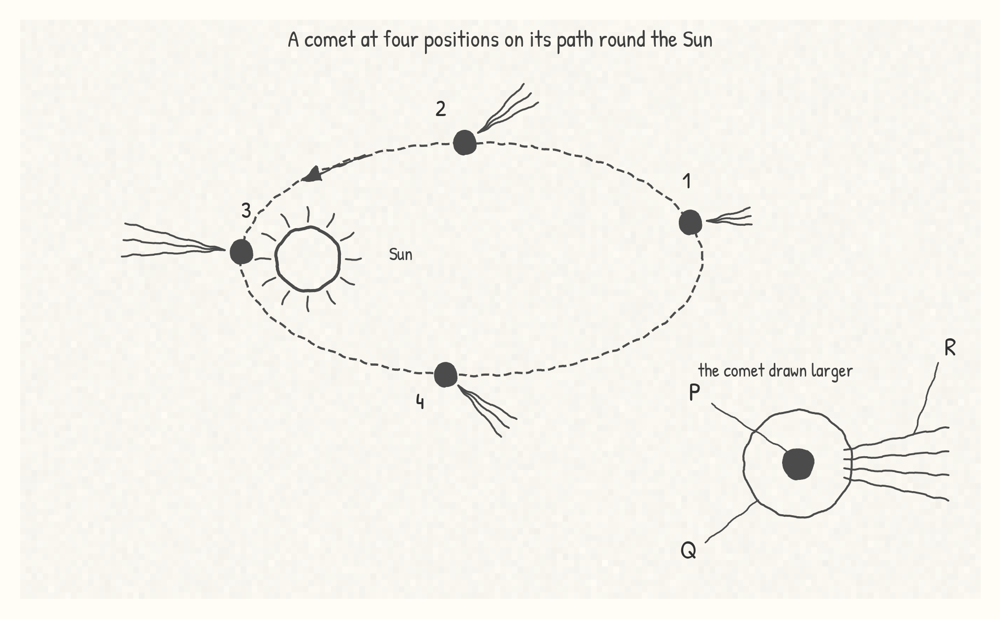 A comet at four positions on its path round the Sun
2
1
3
Sun
4
R
the comet drawn larger
P
Q